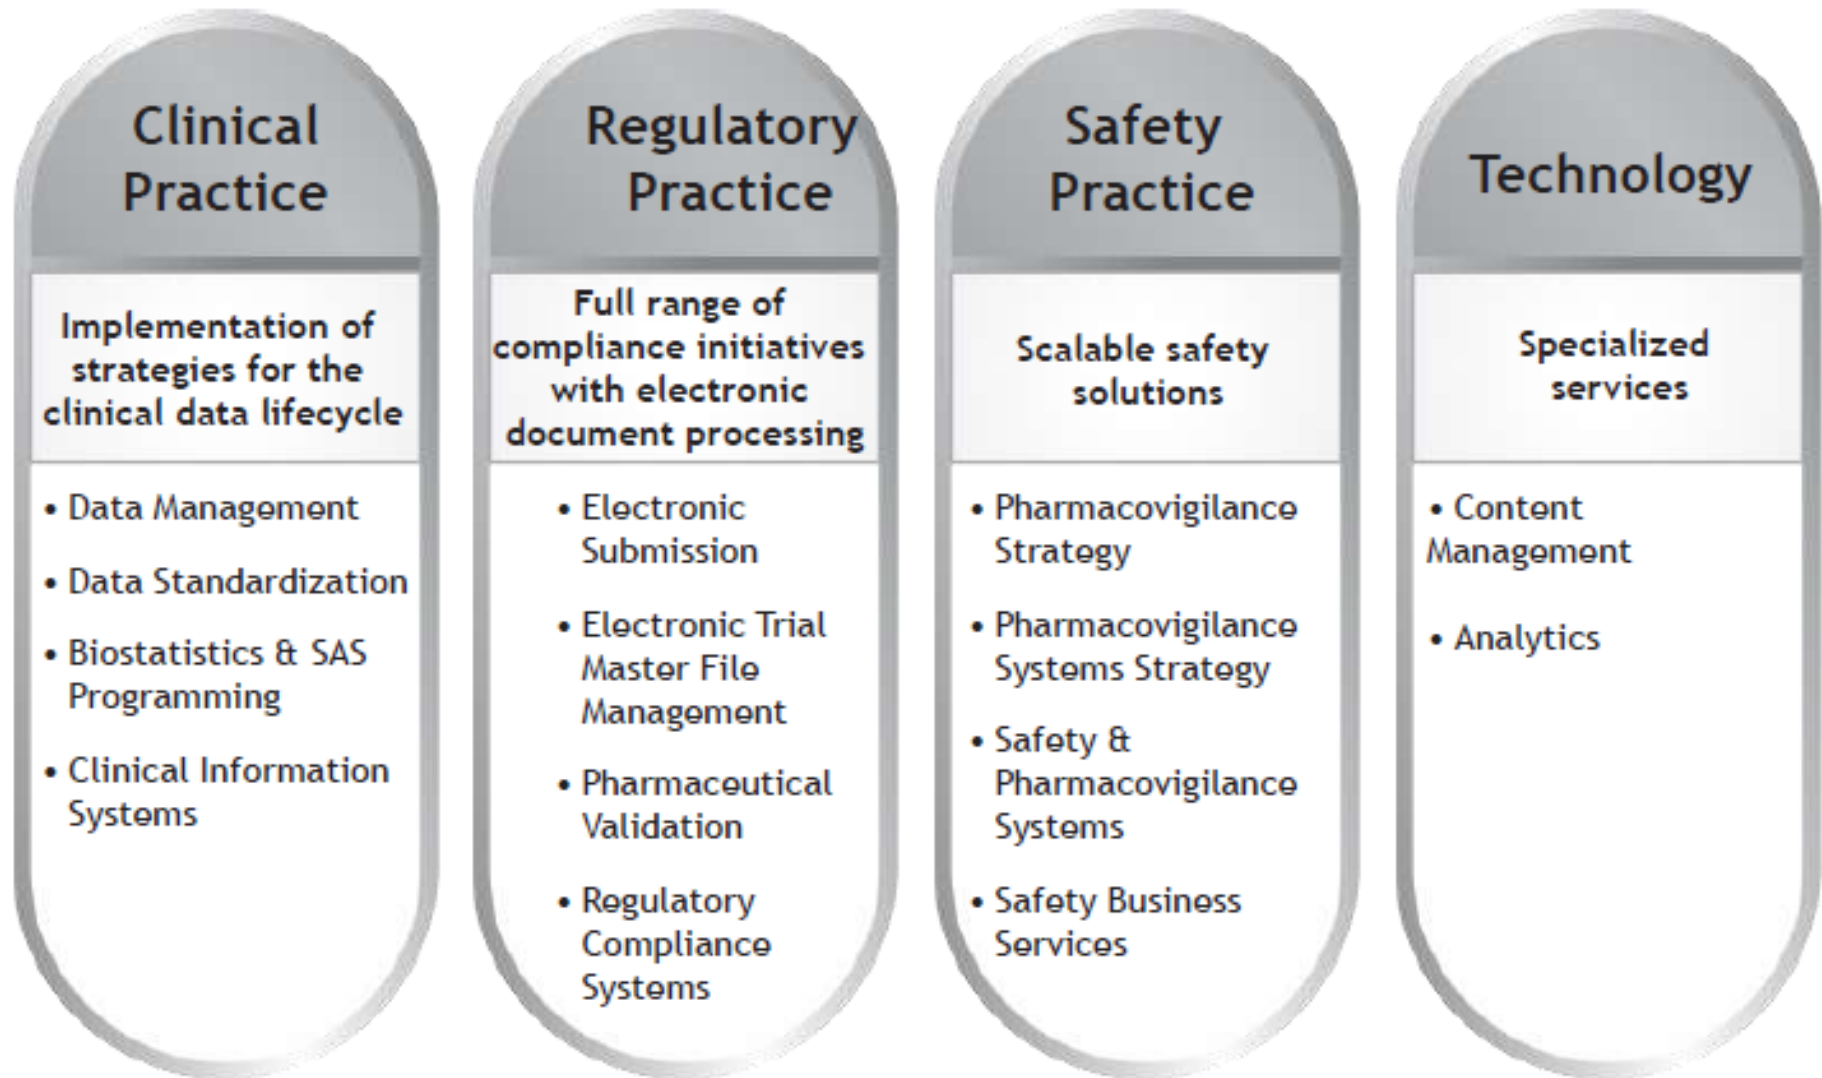 Clinical
Practice
Implementation of
strategies for the
clinical data lifecycle
• Data Management
• Data Standardization
• Biostatistics & SAS
Programming
• Clinical Information
Systems
Regulatory
Practice
Full range of
compliance initiatives
with electronic
document processing
• Electronic
Submission
• Electronic Trial
Master File
Management
• Pharmaceutical
Validation
• Regulatory
Compliance
Systems
Safety
Practice
Scalable safety
solutions
• Pharmacovigilance
Strategy
• Pharmacovigilance
Systems Strategy
• Safety &
Pharmacovigilance
Systems
• Safety Business
Services
Technology
Specialized
services
• Content
Management
• Analytics